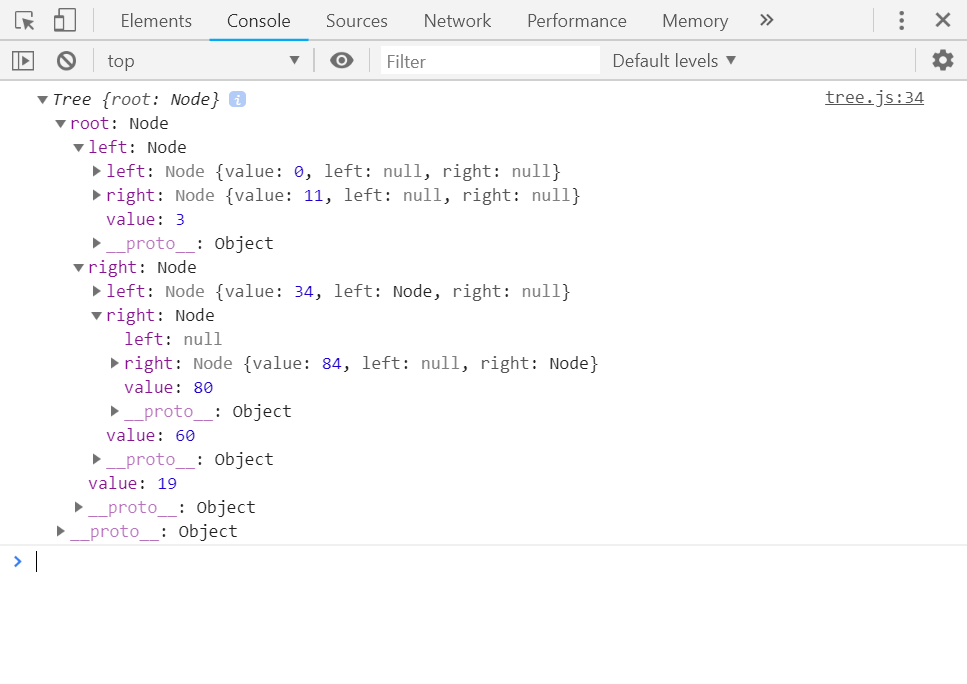 Elements Console Sources Network Performance Memory »
top Filter Default levels
Tree {root: Node} i tree.js:34
root: Node
left: Node
left: Node {value: 0, left: null, right: null}
right: Node {value: 11, left: null, right: null}
value: 3
__proto__: Object
right: Node
left: Node {value: 34, left: Node, right: null}
right: Node
left: null
right: Node {value: 84, left: null, right: Node}
value: 80
__proto__: Object
value: 60
__proto__: Object
value: 19
__proto__: Object
__proto__: Object